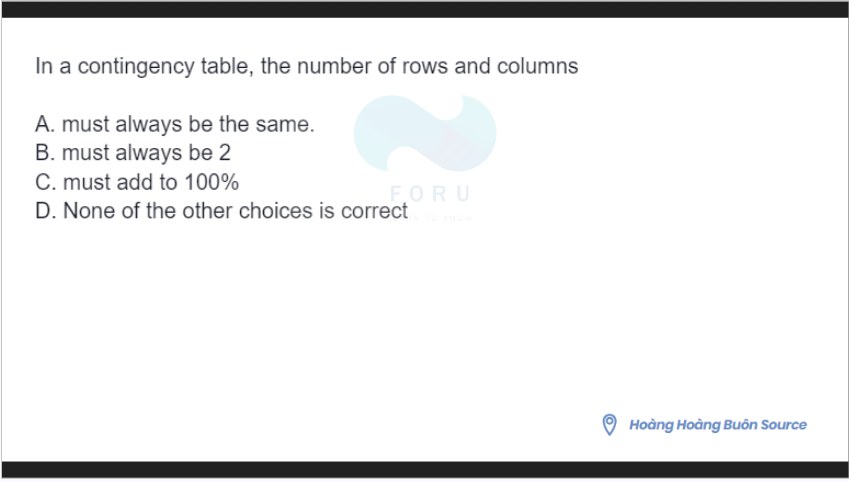 In a contingency table, the number of rows and columns
A. must always be the same.
B. must always be 2
C. must add to 100%
D. None of the other choices is correct
FORU
Hoàng Hoàng Buôn Source